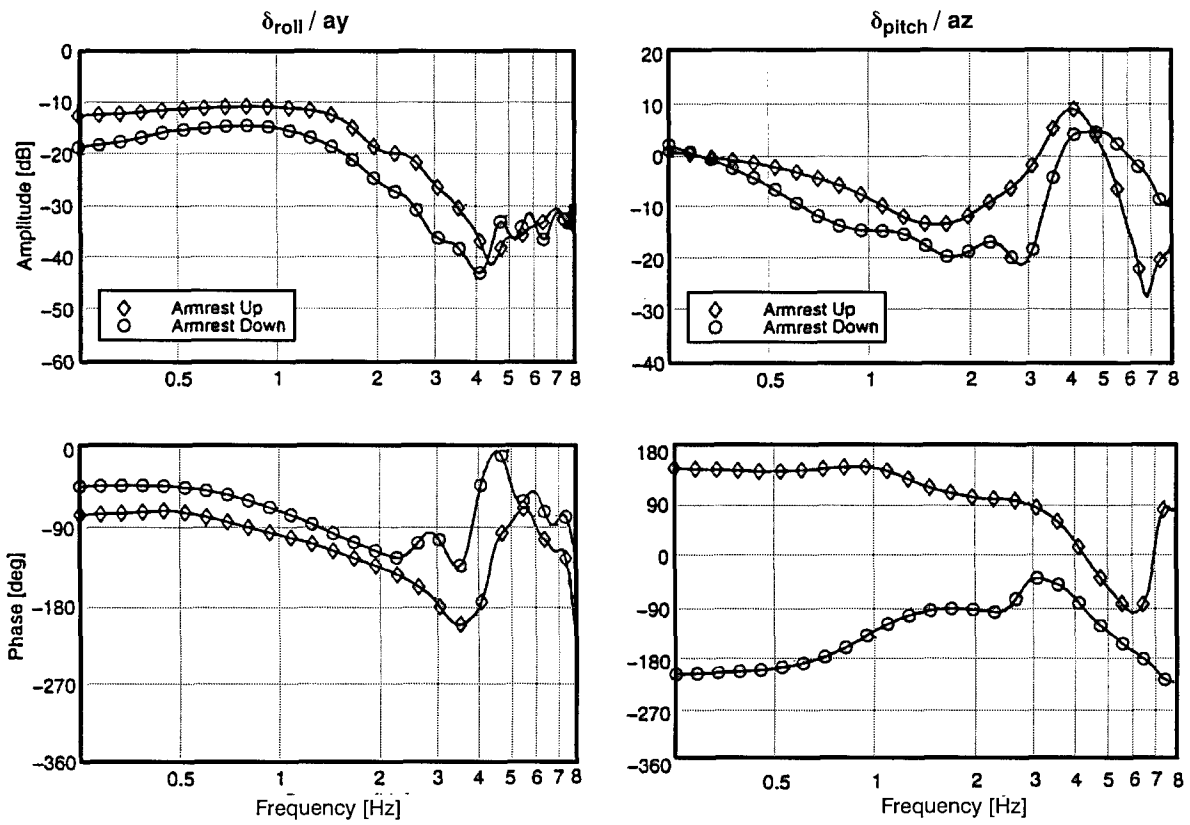 δroll / ay
0
−10
−20
−30
−40
−50
−60
Amplitude [dB]
Armrest Up
Armrest Down
0.5 1 2 3 4 5 6 7 8
δpitch / az
20
10
0
−10
−20
−30
−40
Armrest Up
Armrest Down
0.5 1 2 3 4 5 6 7 8
0
−90
−180
−270
−360
Phase [deg]
0.5 1 2 3 4 5 6 7 8
Frequency [Hz]
180
90
0
−90
−180
−270
−360
0.5 1 2 3 4 5 6 7 8
Frequency [Hz]